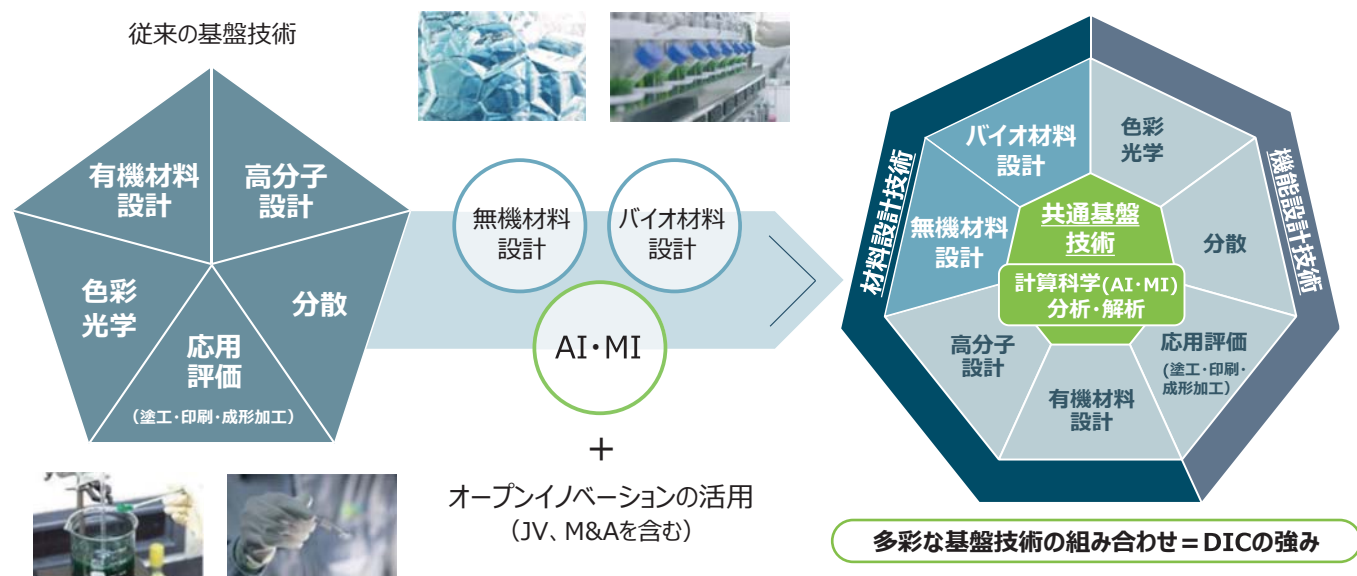 従来の基盤技術
有機材料
設計
高分子
設計
色彩
光学
分散
応用
評価
（塗工・印刷・成形加工）
無機材料
設計
バイオ材料
設計
AI・MI
+
オープンイノベーションの活用
（JV、M&Aを含む）
材料設計技術
機能設計技術
バイオ材料
設計
色彩
光学
無機材料
設計
共通基盤
技術
分散
計算科学(AI・MI)
分析・解析
高分子
設計
有機材料
設計
応用評価
(塗工・印刷・
成形加工）
多彩な基盤技術の組み合わせ＝DICの強み